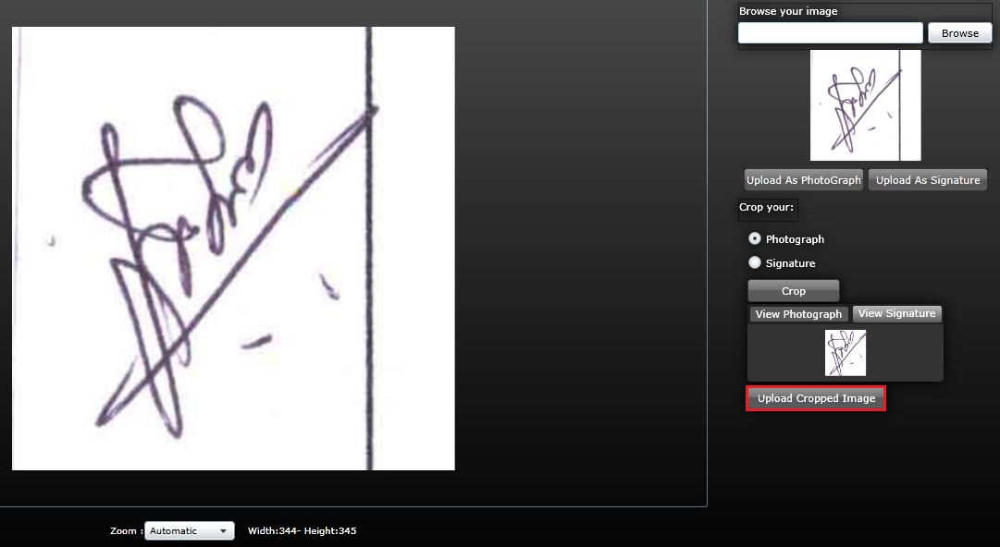 Browse your image
Browse
Upload As PhotoGraph Upload As Signature
Crop your:
Photograph
Signature
Crop
View Photograph View Signature
Upload Cropped Image
Zoom : Automatic Width:344- Height:345